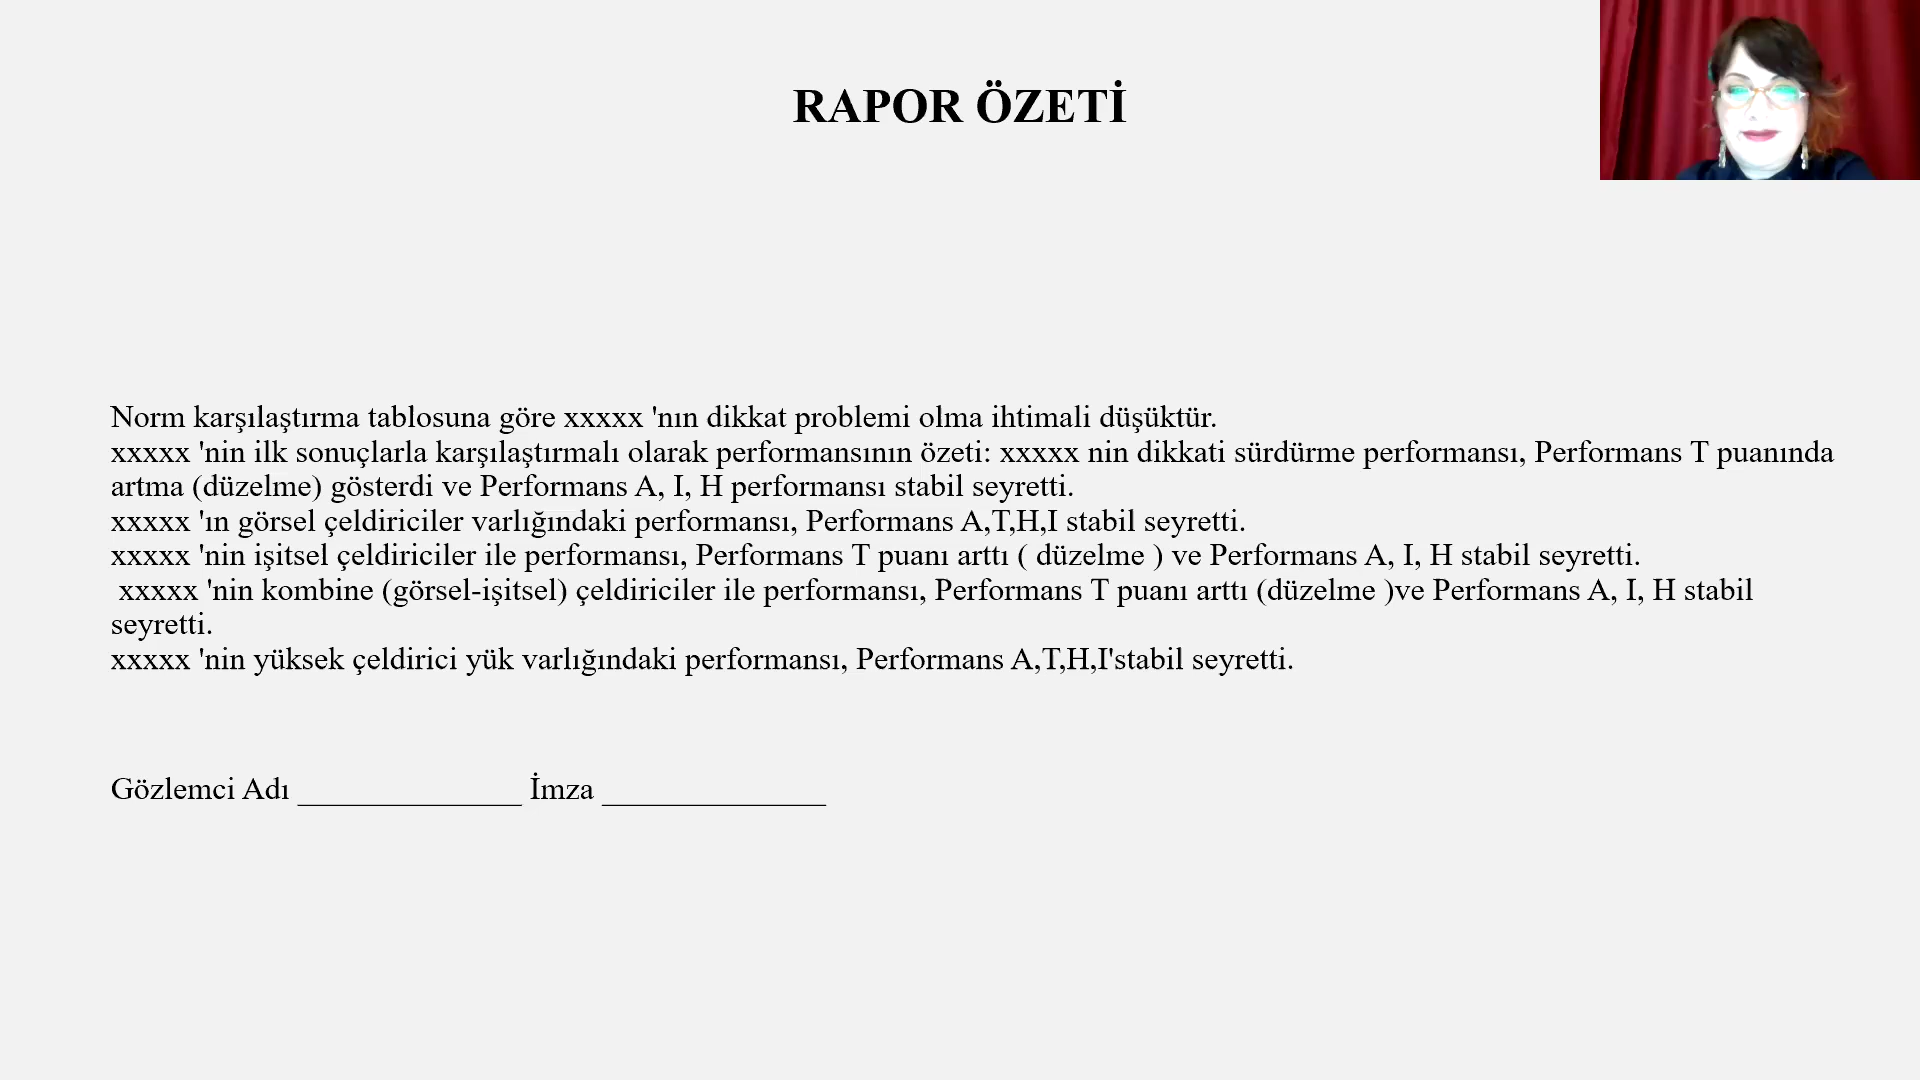 RAPOR ÖZETİ
Norm karşılaştırma tablosuna göre xxxxx 'nın dikkat problemi olma ihtimali düşüktür.
xxxxx 'nin ilk sonuçlarla karşılaştırmalı olarak performansının özeti: xxxxx nin dikkati sürdürme performansı, Performans T puanında
artma (düzelme) gösterdi ve Performans A, I, H performansı stabil seyretti.
xxxxx 'ın görsel çeldiriciler varlığındaki performansı, Performans A,T,H,I stabil seyretti.
xxxxx 'nin işitsel çeldiriciler ile performansı, Performans T puanı arttı ( düzelme ) ve Performans A, I, H stabil seyretti.
xxxxx 'nin kombine (görsel-işitsel) çeldiriciler ile performansı, Performans T puanı arttı (düzelme )ve Performans A, I, H stabil
seyretti.
xxxxx 'nin yüksek çeldirici yük varlığındaki performansı, Performans A,T,H,I'stabil seyretti.
Gözlemci Adı ______________ İmza ______________